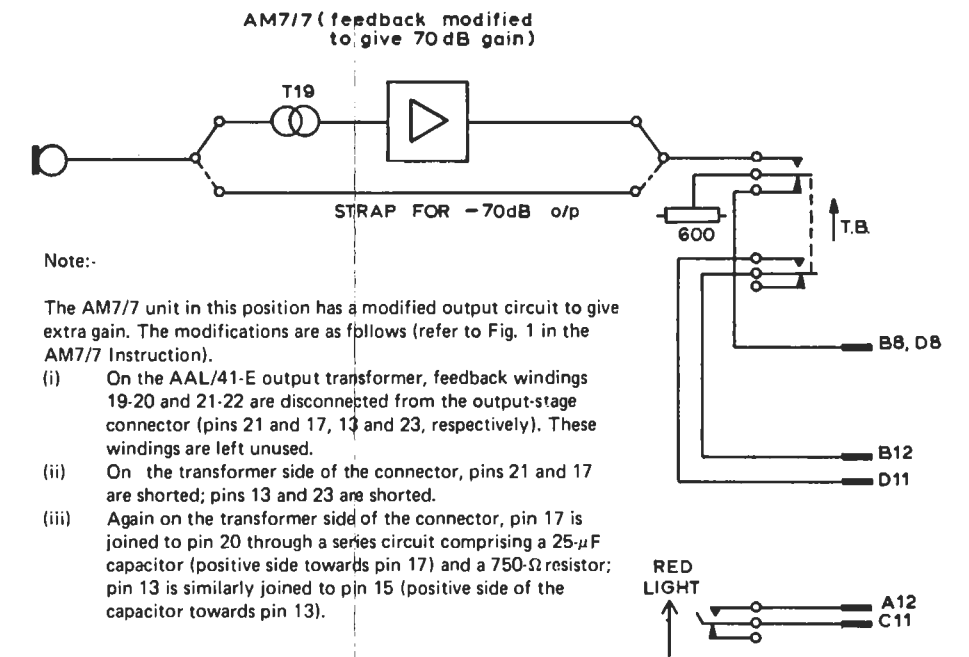 AM7/7 (feedback modified
to give 70 dB gain)
T19
STRAP FOR -70dB o/p
600
T.B.
Note:-
The AM7/7 unit in this position has a modified output circuit to give
extra gain. The modifications are as follows (refer to Fig. 1 in the
AM7/7 Instruction).
(i) On the AAL/41-E output transformer, feedback windings
19-20 and 21-22 are disconnected from the output-stage
connector (pins 21 and 17, 13 and 23, respectively). These
windings are left unused.
(ii) On the transformer side of the connector, pins 21 and 17
are shorted; pins 13 and 23 are shorted.
(iii) Again on the transformer side of the connector, pin 17 is
joined to pin 20 through a series circuit comprising a 25-μF
capacitor (positive side towards pin 17) and a 750-Ω resistor;
pin 13 is similarly joined to pin 15 (positive side of the
capacitor towards pin 13).
B8, D8
B12
D11
RED
LIGHT
A12
C11